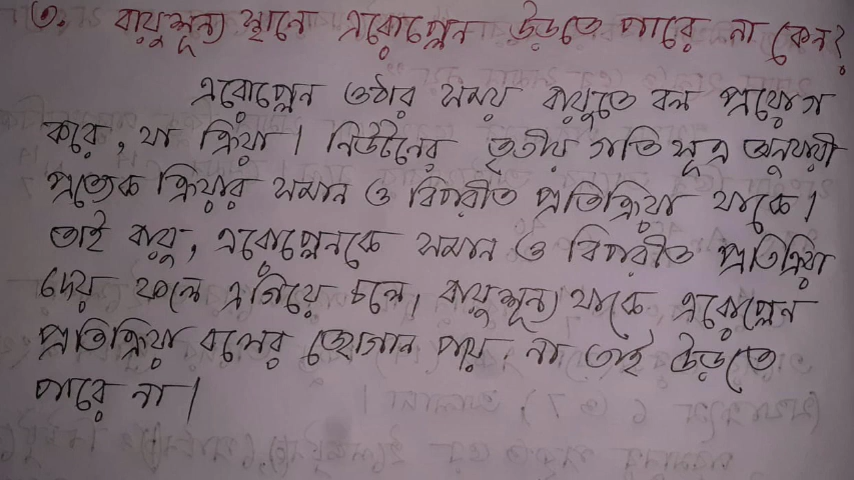 ৩. বায়ুশূন্য স্থানে এরোপ্লেন উড়তে পারে না কেন?
এরোপ্লেন ওঠার সময় বায়ুতে বল প্রয়োগ
করে, যা ক্রিয়া। নিউটনের তৃতীয় গতি সূত্র অনুযায়ী
প্রত্যেক ক্রিয়ার সমান ও বিপরীত প্রতিক্রিয়া থাকে।
তাই বায়ু, এরোপ্লেনকে সমান ও বিপরীত প্রতিক্রিয়া
দেয় ফলে এগিয়ে চলে, বায়ুশূন্য থাকে এরোপ্লেন
প্রতিক্রিয়া বলের জোগান পায় না তাই উড়তে
পারে না।